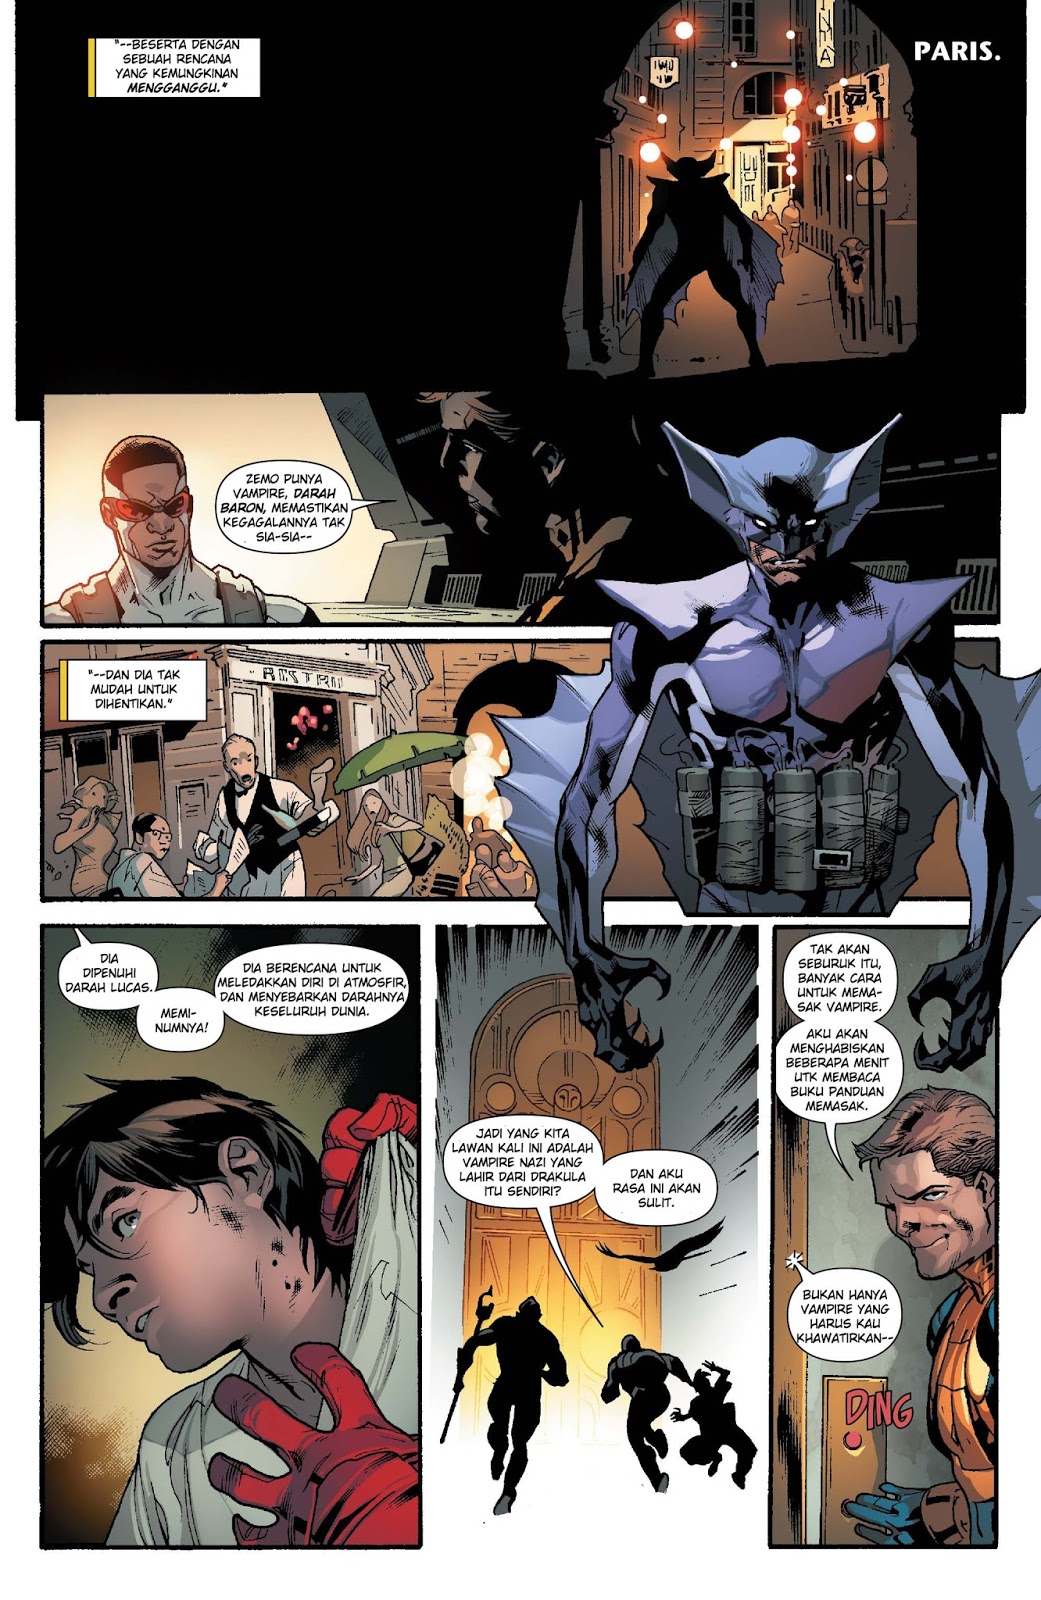 "--BESERTA DENGAN
SEBUAH RENCANA
YANG KEMUNGKINAN
MENGGANGGU."
PARIS.
ZEMO PUNYA
VAMPIRE, DARAH
BARON, MEMASTIKAN
KEGAGALANNYA TAK
SIA-SIA--
"--DAN DIA TAK
MUDAH UNTUK
DIHENTIKAN."
BISTRO
DIA
DIPENUHI
DARAH LUCAS.
MEMI-
NUMNYA!
DIA BERENCANA UNTUK
MELEDAKKAN DIRI DI ATMOSFIR,
DAN MENYEBARKAN DARAHNYA
KESELURUH DUNIA.
JADI YANG KITA
LAWAN KALI INI ADALAH
VAMPIRE NAZI YANG
LAHIR DARI DRAKULA
ITU SENDIRI?
DAN AKU
RASA INI AKAN
SULIT.
TAK AKAN
SEBURUK ITU,
BANYAK CARA
UNTUK MEMA-
SAK VAMPIRE.
AKU AKAN
MENGHABISKAN
BEBERAPA MENIT
UTK MEMBACA
BUKU PANDUAN
MEMASAK.
BUKAN HANYA
VAMPIRE YANG
HARUS KAU
KHAWATIRKAN--
DING